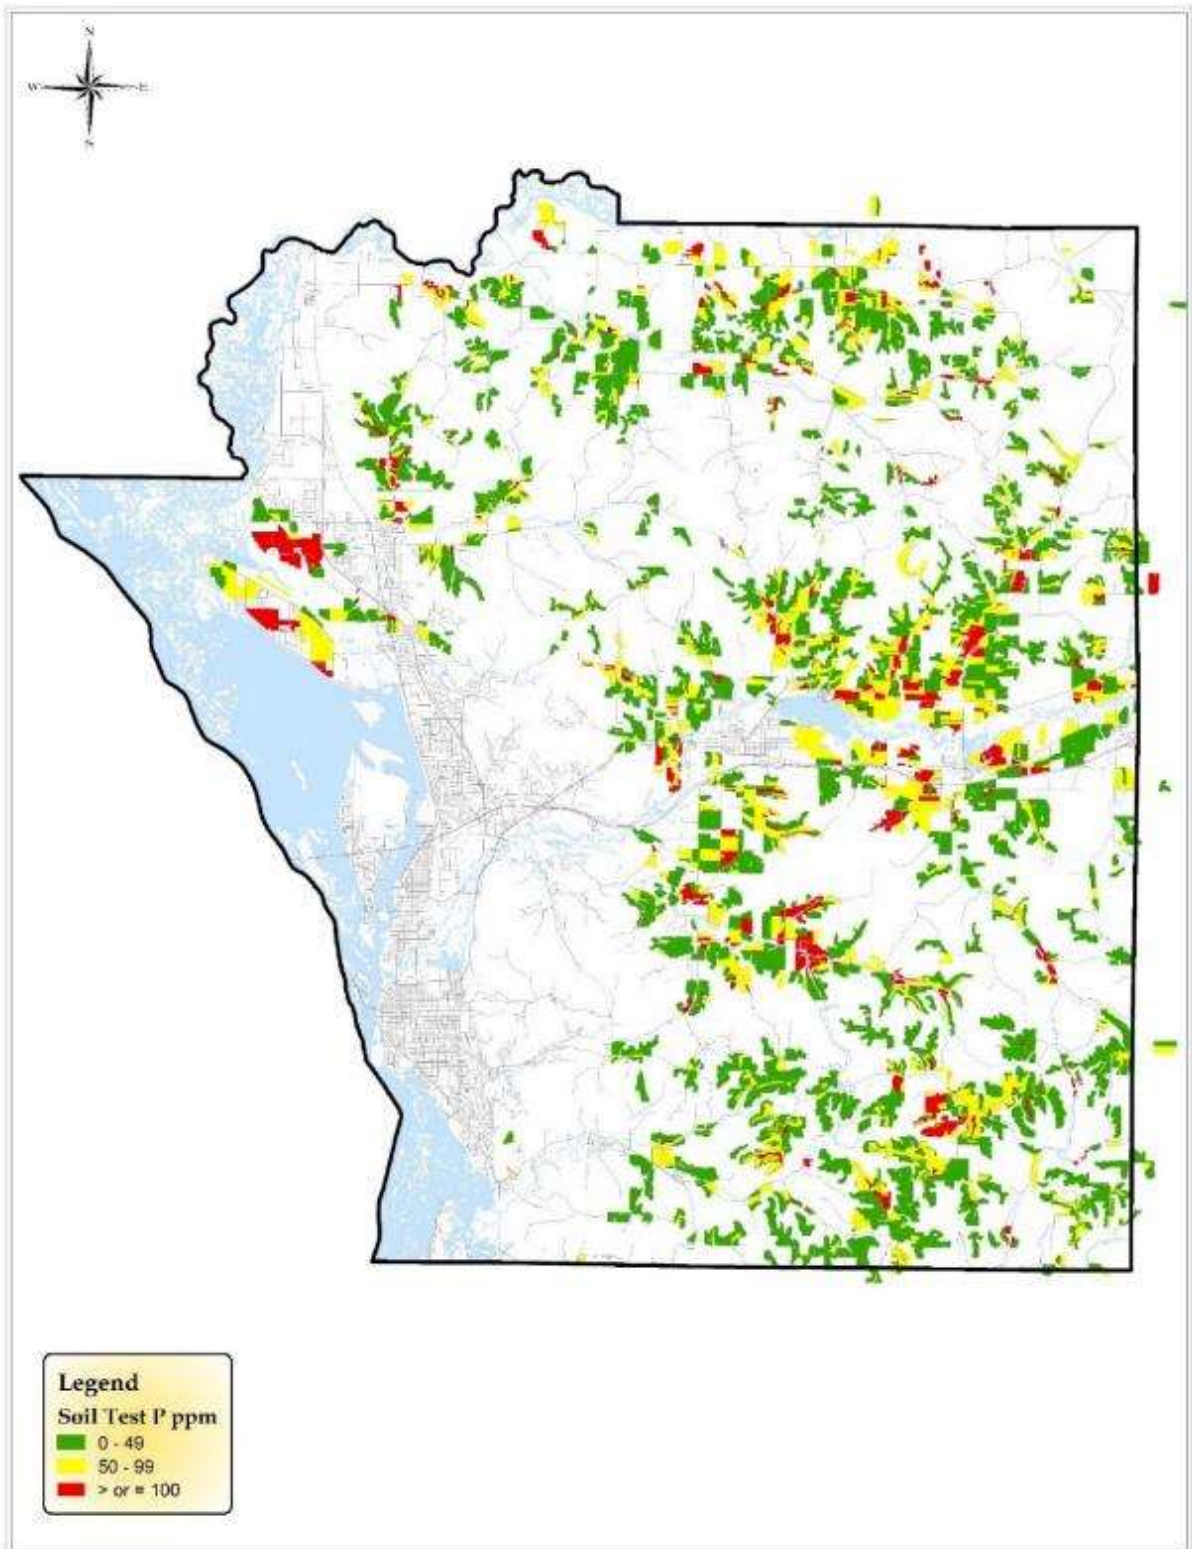 N
W E
S
Legend
Soil Test P ppm
0 - 49
50 - 99
> or = 100